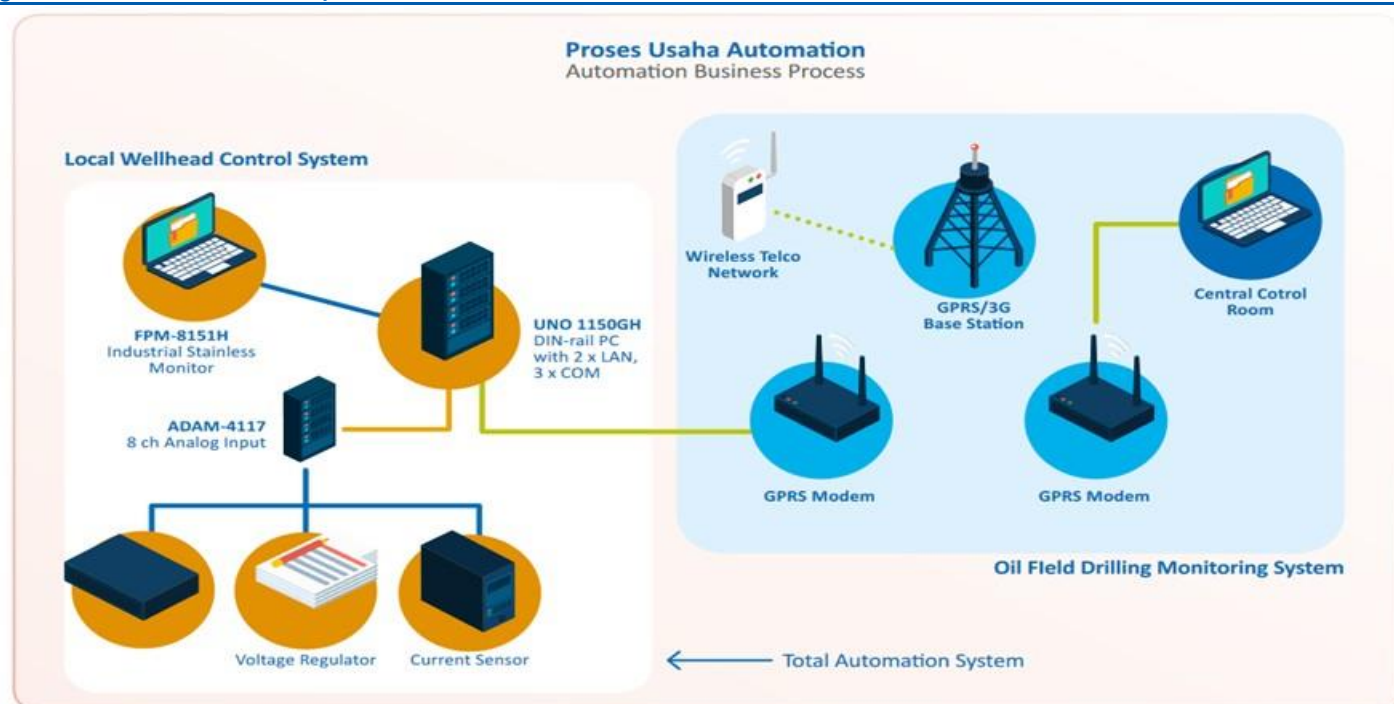 Proses Usaha Automation
Automation Business Process
Local Wellhead Control System
FPM-8151H
Industrial Stainless
Monitor
UNO 1150GH
DIN-rail PC
with 2 x LAN,
3 x COM
ADAM-4117
8 ch Analog Input
Voltage Regulator
Current Sensor
Wireless Telco
Network
GPRS/3G
Base Station
Central Cotrol
Room
GPRS Modem
GPRS Modem
Oil FIeld Drilling Monitoring System
Total Automation System